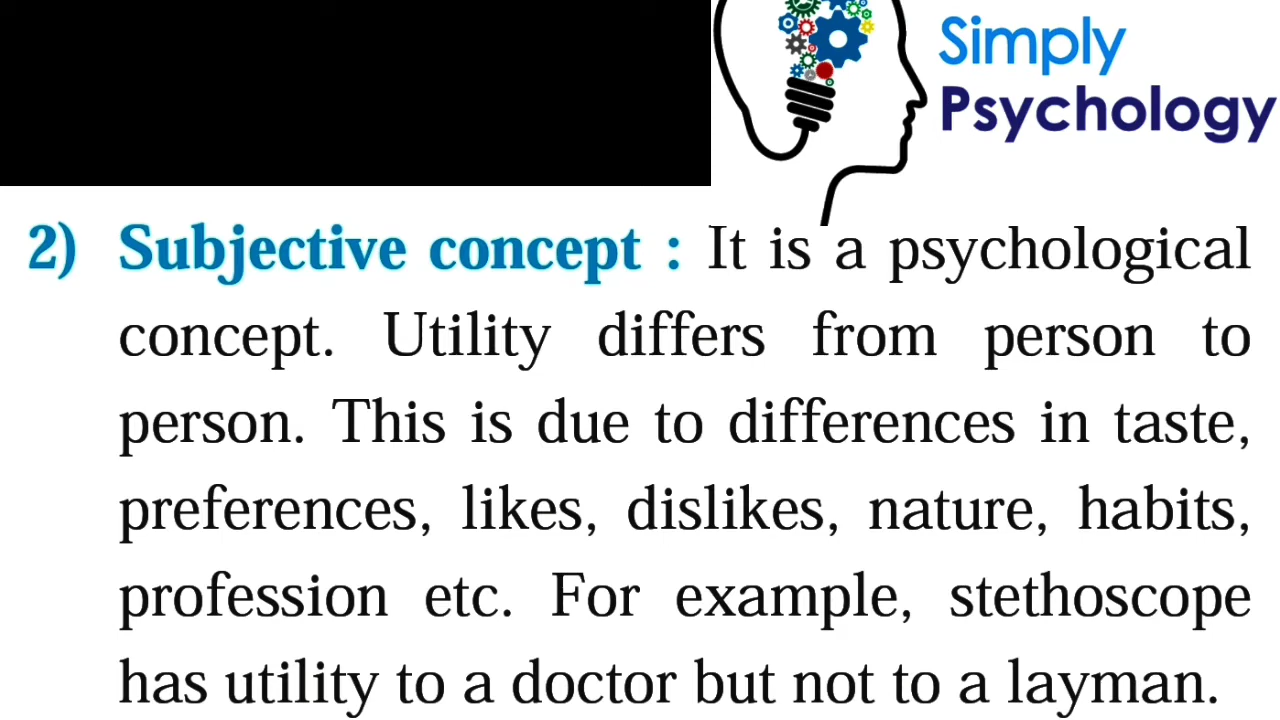 Simply
Psychology
2) Subjective concept : It is a psychological
concept. Utility differs from person to
person. This is due to differences in taste,
preferences, likes, dislikes, nature, habits,
profession etc. For example, stethoscope
has utility to a doctor but not to a layman.